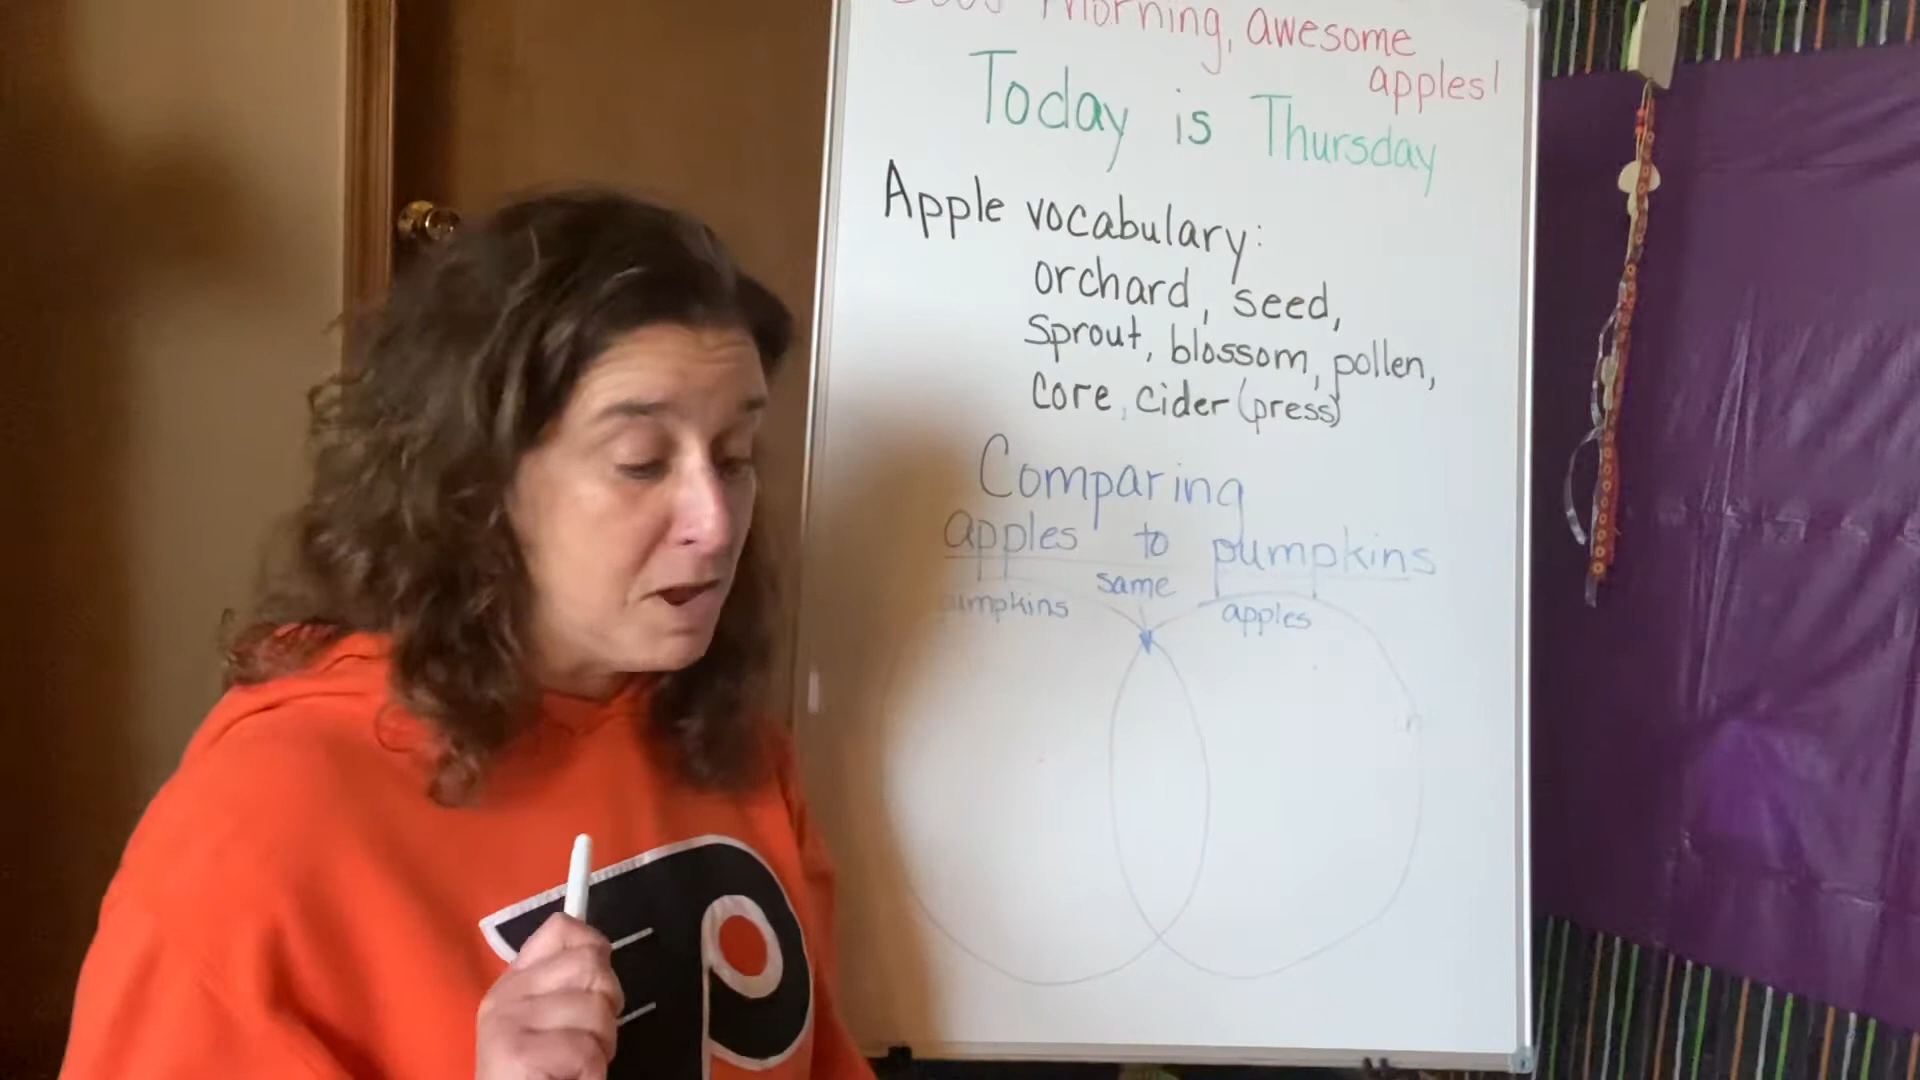 Good Morning, awesome
apples!
Today is Thursday
Apple vocabulary:
orchard, seed,
Sprout, blossom, pollen,
Core, Cider (press)
Comparing
apples to pumpkins
same
apples
P